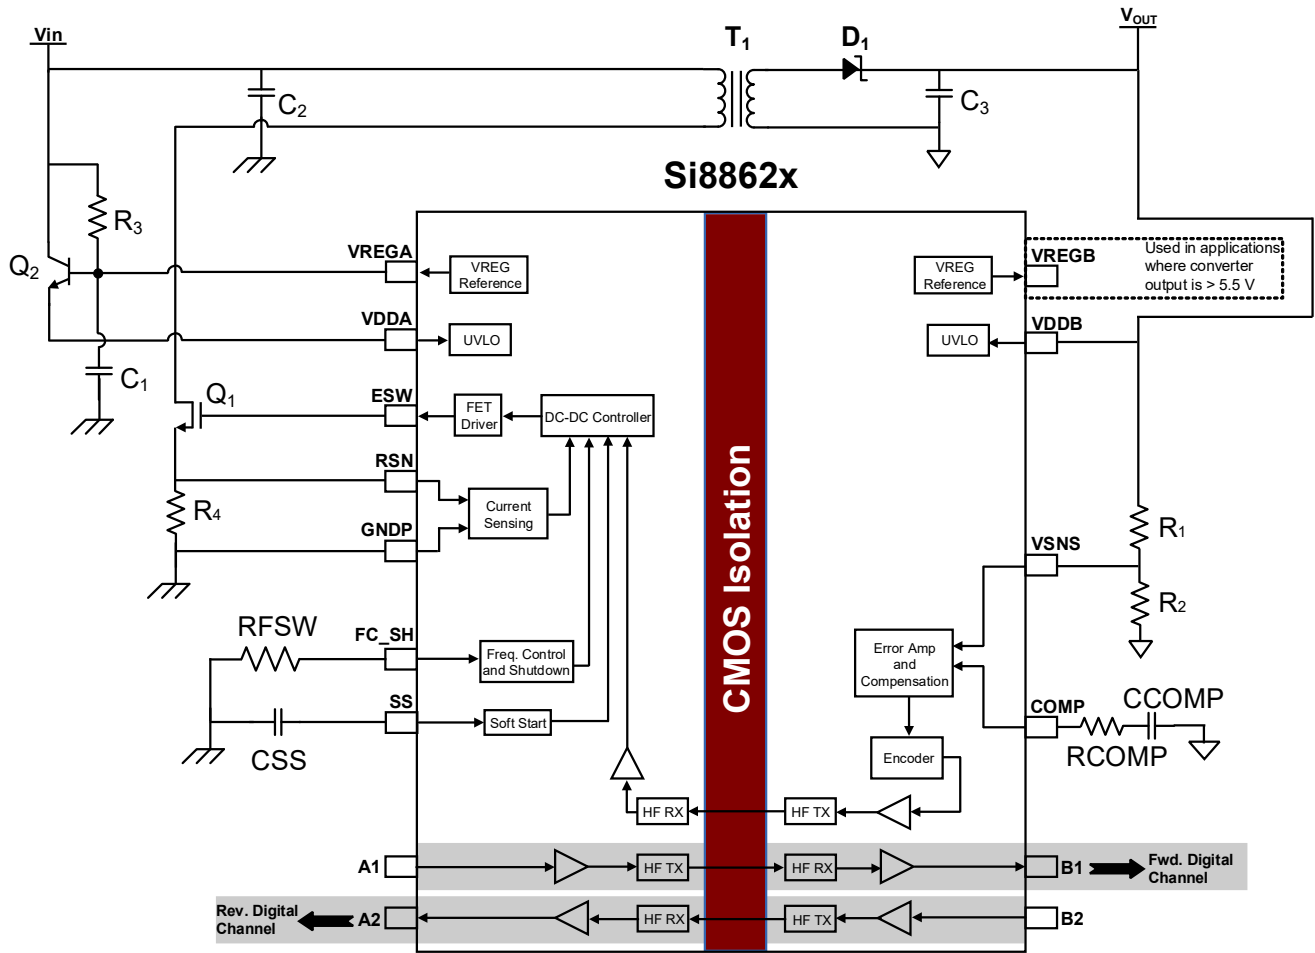 Vin
T1
D1
VOUT
C2
C3
Si8862x
R3
Q2
VREGA
VREG
Reference
VREG
Reference
VREGB
Used in applications
where converter
output is > 5.5 V
VDDA
UVLO
UVLO
VDDB
C1
Q1
ESW
FET
Driver
DC-DC Controller
RSN
R4
Current
Sensing
GNDP
CMOS Isolation
R1
VSNS
R2
RFSW
FC_SH
Freq. Control
and Shutdown
Error Amp
and
Compensation
SS
Soft Start
CSS
COMP
CCOMP
RCOMP
Encoder
HF RX
HF TX
A1
HF TX
HF RX
B1
Fwd. Digital
Channel
Rev. Digital
Channel
A2
HF RX
HF TX
B2